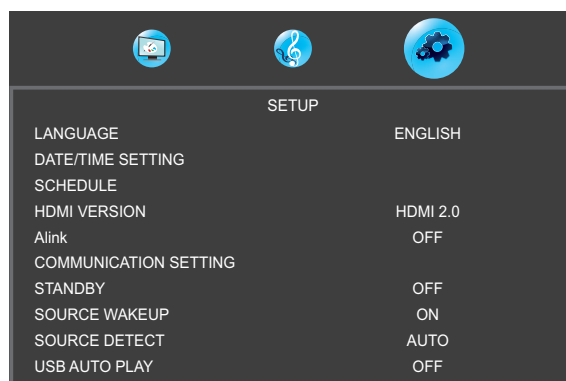 SETUP
LANGUAGE ENGLISH
DATE/TIME SETTING
SCHEDULE
HDMI VERSION HDMI 2.0
Alink OFF
COMMUNICATION SETTING
STANDBY OFF
SOURCE WAKEUP ON
SOURCE DETECT AUTO
USB AUTO PLAY OFF